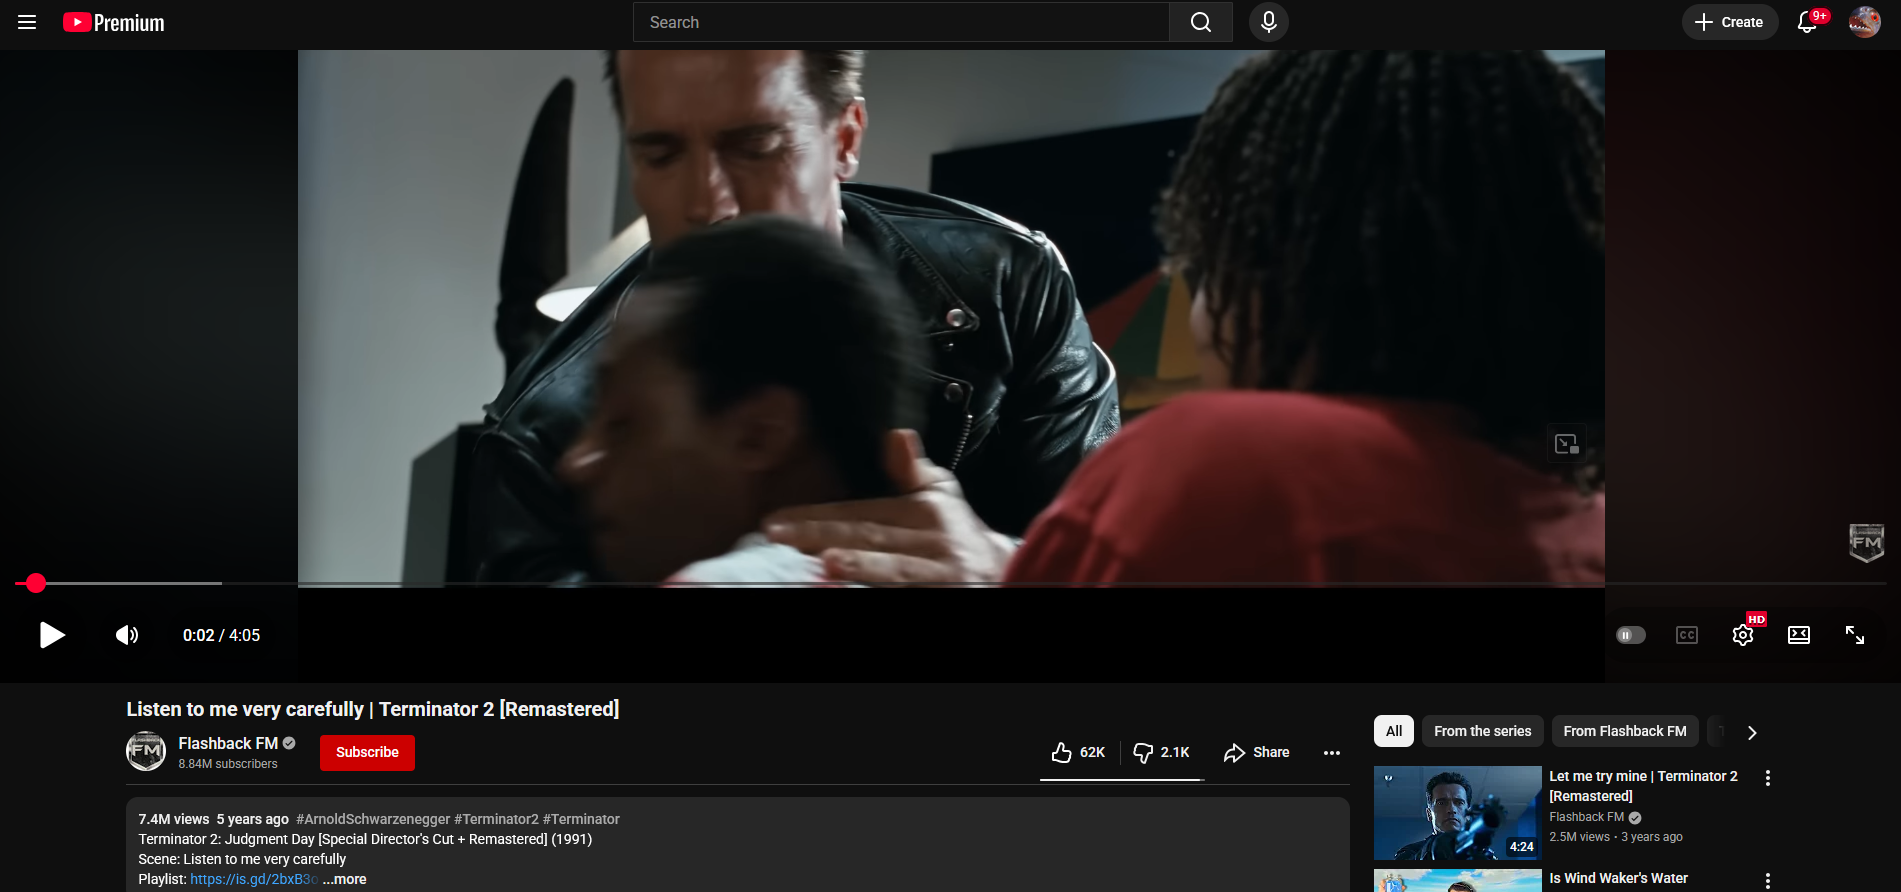 Premium
Search
Create
9+
FM
0:02 / 4:05
CC
HD
Listen to me very carefully | Terminator 2 [Remastered]
FM
Flashback FM
8.84M subscribers
Subscribe
62K
2.1K
Share
...
7.4M views 5 years ago #ArnoldSchwarzenegger #Terminator2 #Terminator
Terminator 2: Judgment Day [Special Director's Cut + Remastered] (1991)
Scene: Listen to me very carefully
Playlist: https://is.gd/2bxB3o ...more
All
From the series
From Flashback FM
Let me try mine | Terminator 2
[Remastered]
Flashback FM
2.5M views • 3 years ago
4:24
Is Wind Waker's Water